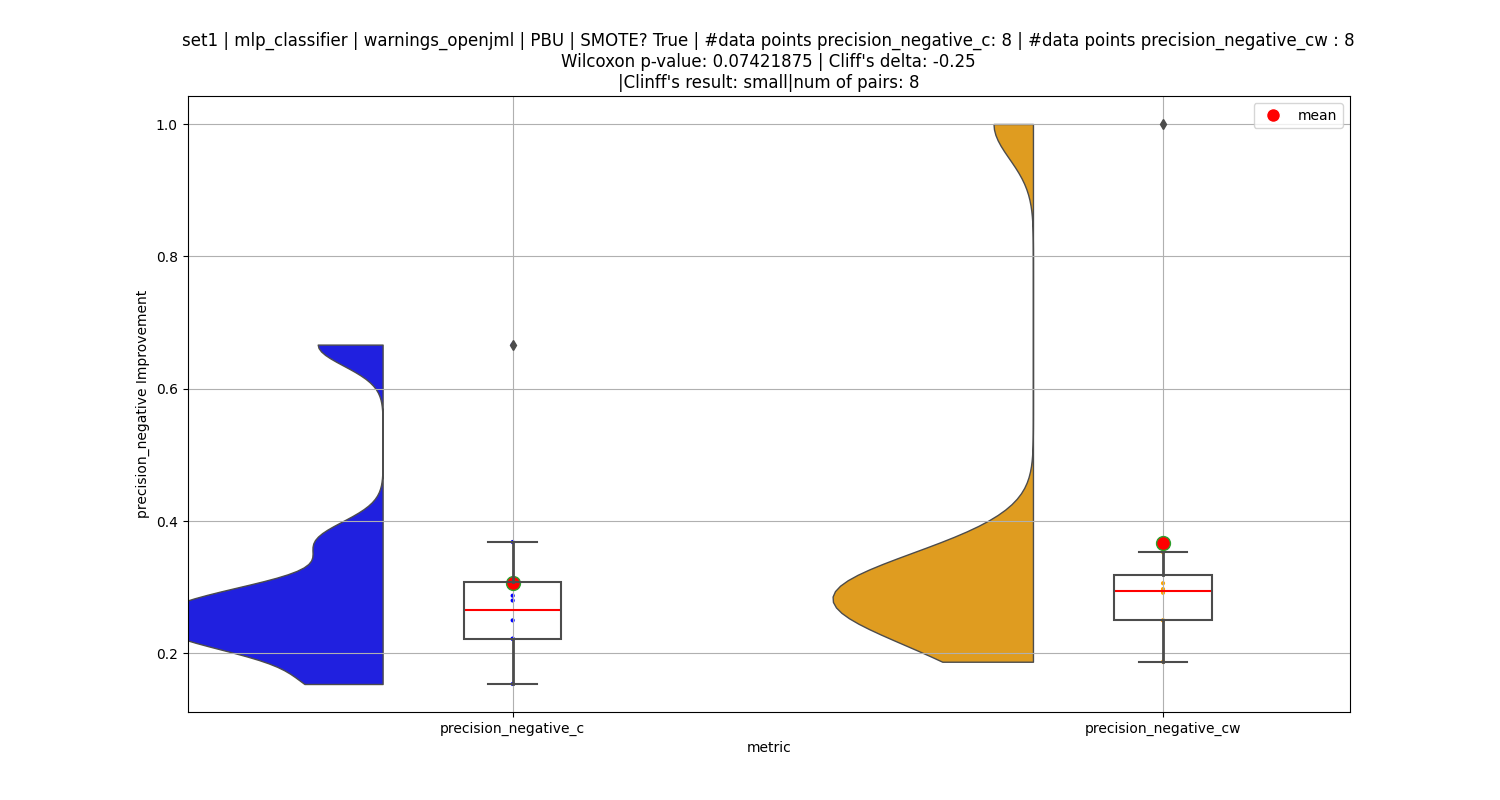 set1 | mlp_classifier | warnings_openjml | PBU | SMOTE? True | #data points precision_negative_c: 8 | #data points precision_negative_cw : 8
Wilcoxon p-value: 0.07421875 | Cliff's delta: -0.25
|Clinff's result: small|num of pairs: 8
mean
1.0
0.8
0.6
0.4
0.2
precision_negative Improvement
precision_negative_c
precision_negative_cw
metric